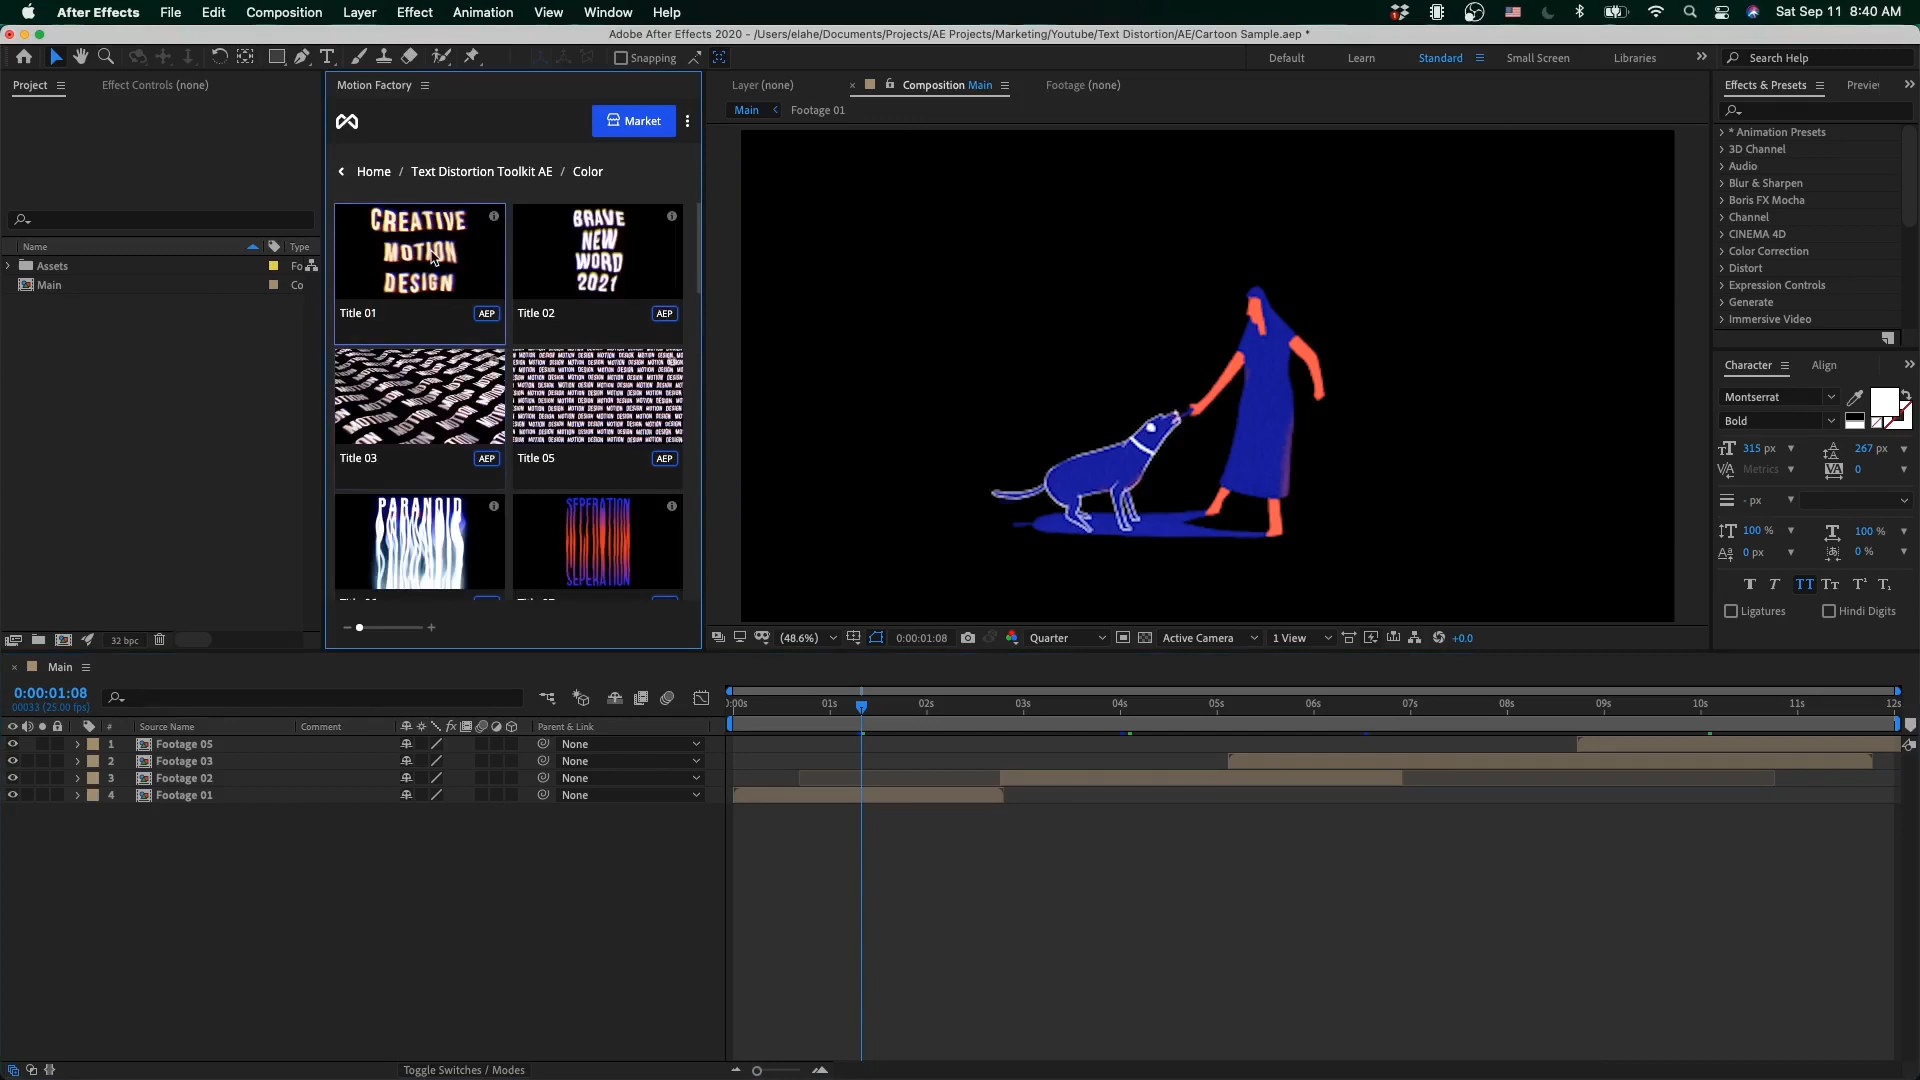 After Effects File Edit Composition Layer Effect Animation View Window Help Sat Sep 11 8:40 AM
Adobe After Effects 2020 - /Users/elahe/Documents/Projects/AE Projects/Marketing/Youtube/Text Distortion/AE/Cartoon Sample.aep *
Snapping Default Learn Standard Small Screen Libraries Search Help
Project Effect Controls (none) Motion Factory Layer (none) Composition Main Footage (none) Effects & Presets
Market Main Footage 01
* Animation Presets
3D Channel
Audio
Blur & Sharpen
Boris FX Mocha
Channel
CINEMA 4D
Color Correction
Distort
Expression Controls
Generate
Immersive Video
Home / Text Distortion Toolkit AE / Color
CREATIVE
MOTION
DESIGN
BRAVE
NEW
WORD
2021
Title 01 AEP Title 02 AEP
Title 03 AEP Title 05 AEP
PARANOID
SEPERATION
SEPERATION
Name Type
Assets Fo
Main Co
32 bpc
Character Align
Montserrat
Bold
315 px 267 px
Metrics 0
- px
100 % 100 %
0 px 0 %
Ligatures Hindi Digits
(48.6%) 0:00:01:08 Quarter Active Camera 1 View +0.0
Main
0:00:01:08
00033 (25.00 fps)
:00s 01s 02s 03s 04s 05s 06s 07s 08s 09s 10s 11s 12s
# Source Name Comment Parent & Link
1 Footage 05 None
2 Footage 03 None
3 Footage 02 None
4 Footage 01 None
Toggle Switches / Modes